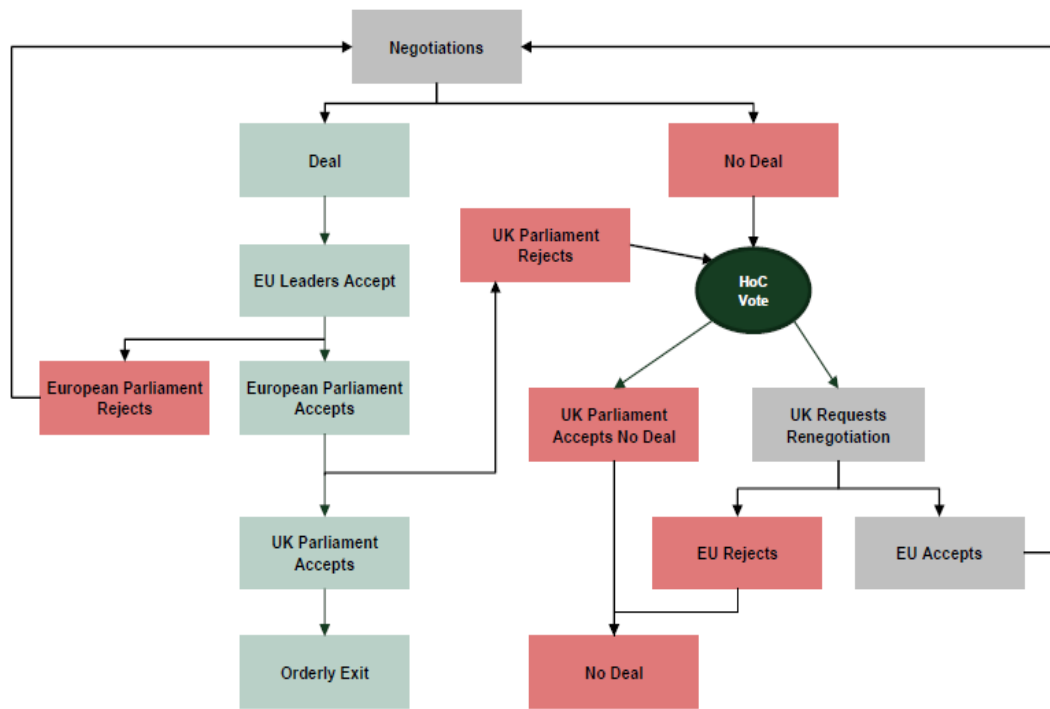 Negotiations
Deal
No Deal
UK Parliament
Rejects
EU Leaders Accept
HoC
Vote
European Parliament
Rejects
European Parliament
Accepts
UK Parliament
Accepts No Deal
UK Requests
Renegotiation
UK Parliament
Accepts
EU Rejects
EU Accepts
Orderly Exit
No Deal